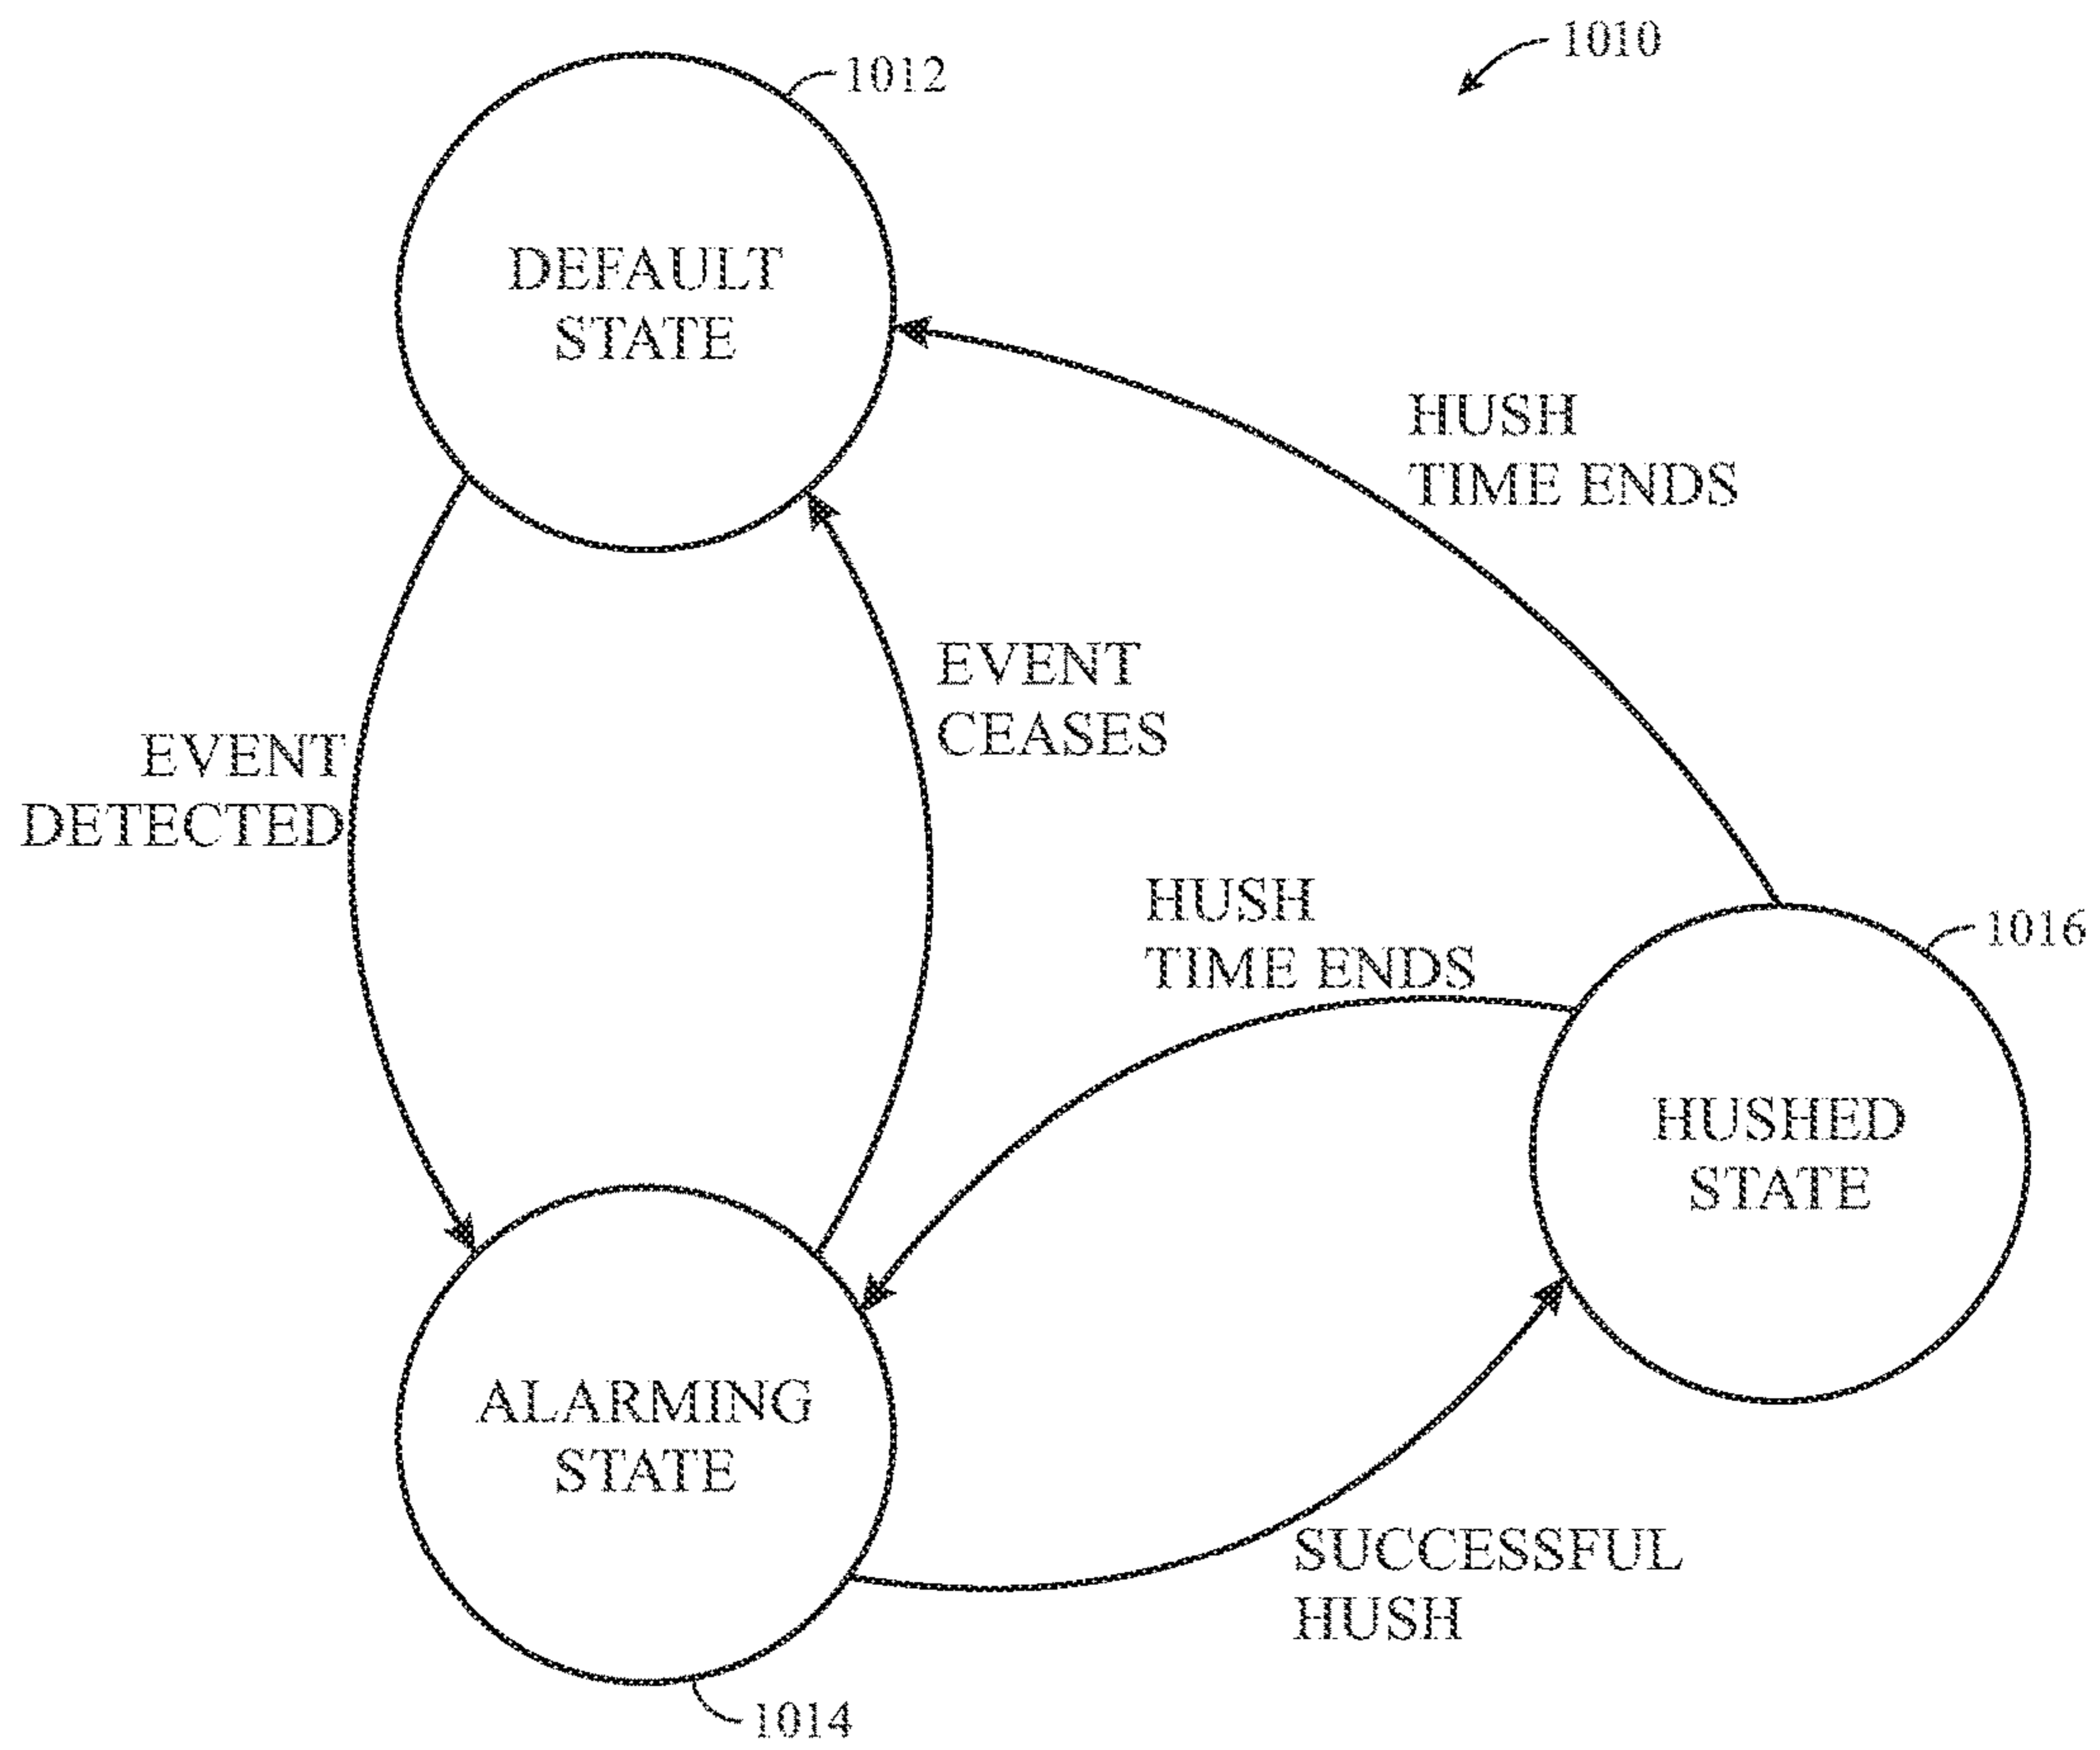 1010
1012
DEFAULT
STATE
HUSH
TIME ENDS
EVENT
CEASES
EVENT
DETECTED
HUSH
TIME ENDS
1016
HUSHED
STATE
ALARMING
STATE
SUCCESSFUL
HUSH
1014